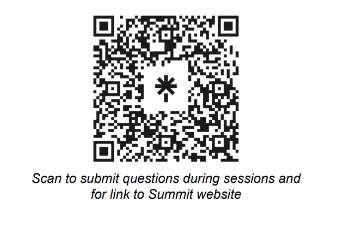 Scan to submit questions during sessions and
for link to Summit website